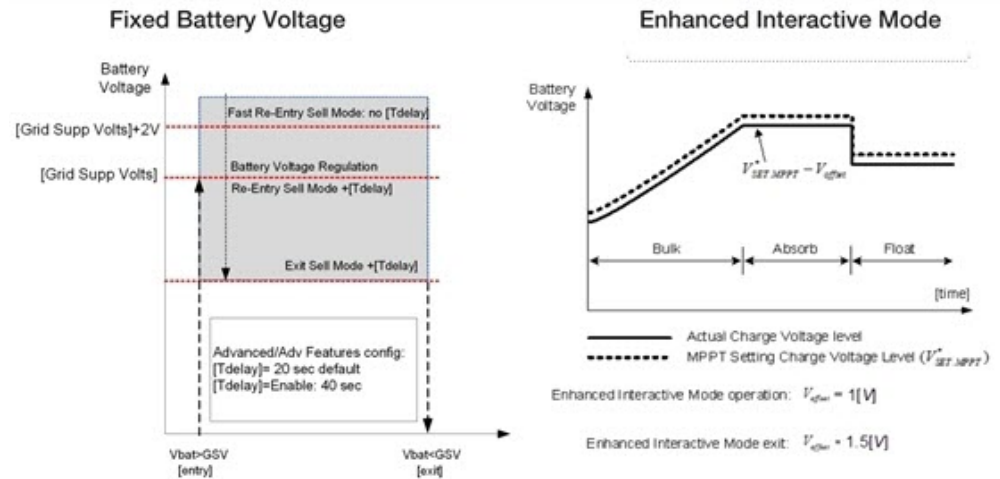 Fixed Battery Voltage
Battery
Voltage
[Grid Supp Volts]+2V
[Grid Supp Volts]
Fast Re-Entry Sell Mode: no [Tdelay]
Battery Voltage Regulation
Re-Entry Sell Mode +[Tdelay]
Exit Sell Mode +[Tdelay]
Advanced/Adv Features config:
[Tdelay]= 20 sec default
[Tdelay]=Enable: 40 sec
Vbat>GSV
[entry]
Vbat<GSV
[exit]
Enhanced Interactive Mode
Battery
Voltage
V*SET.MPPT − Voffset
Bulk
Absorb
Float
[time]
Actual Charge Voltage level
MPPT Setting Charge Voltage Level (V*SET.MPPT)
Enhanced Interactive Mode operation: Voffset = 1[V]
Enhanced Interactive Mode exit: Voffset = 1.5[V]